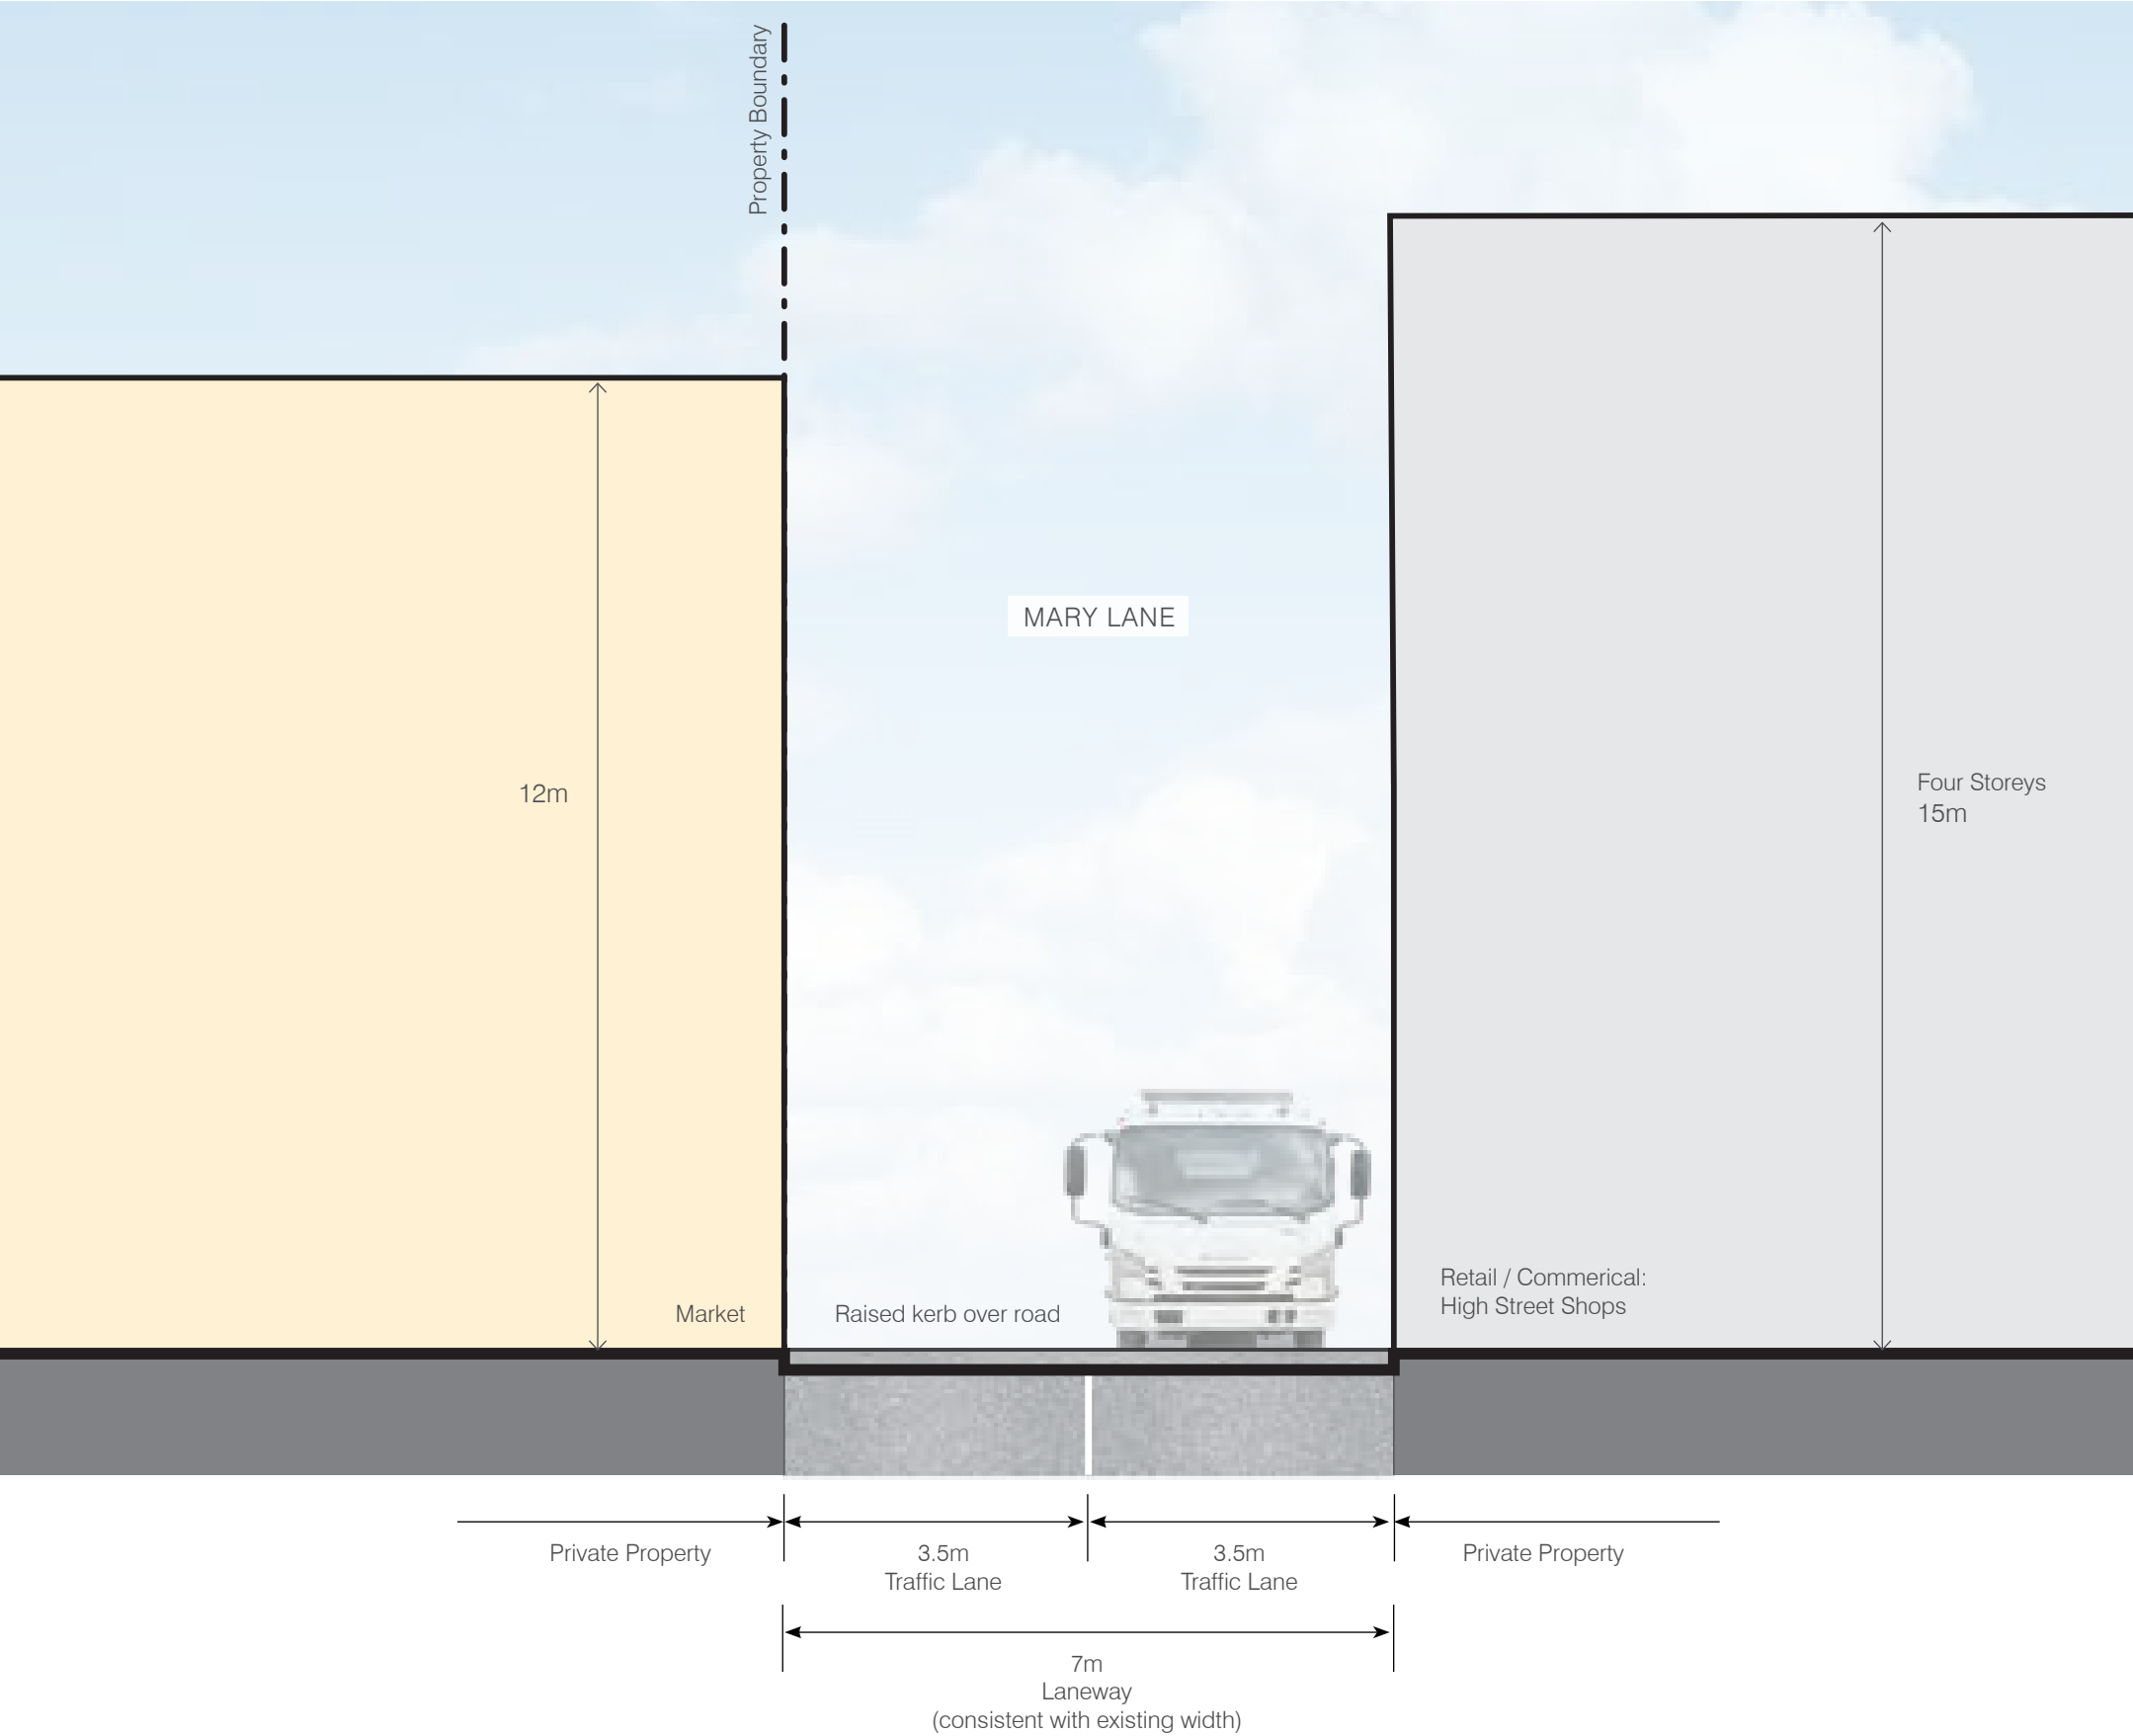 Property Boundary
MARY LANE
12m
Four Storeys
15m
Market
Raised kerb over road
Retail / Commerical:
High Street Shops
Private Property
3.5m
Traffic Lane
3.5m
Traffic Lane
Private Property
7m
Laneway
(consistent with existing width)